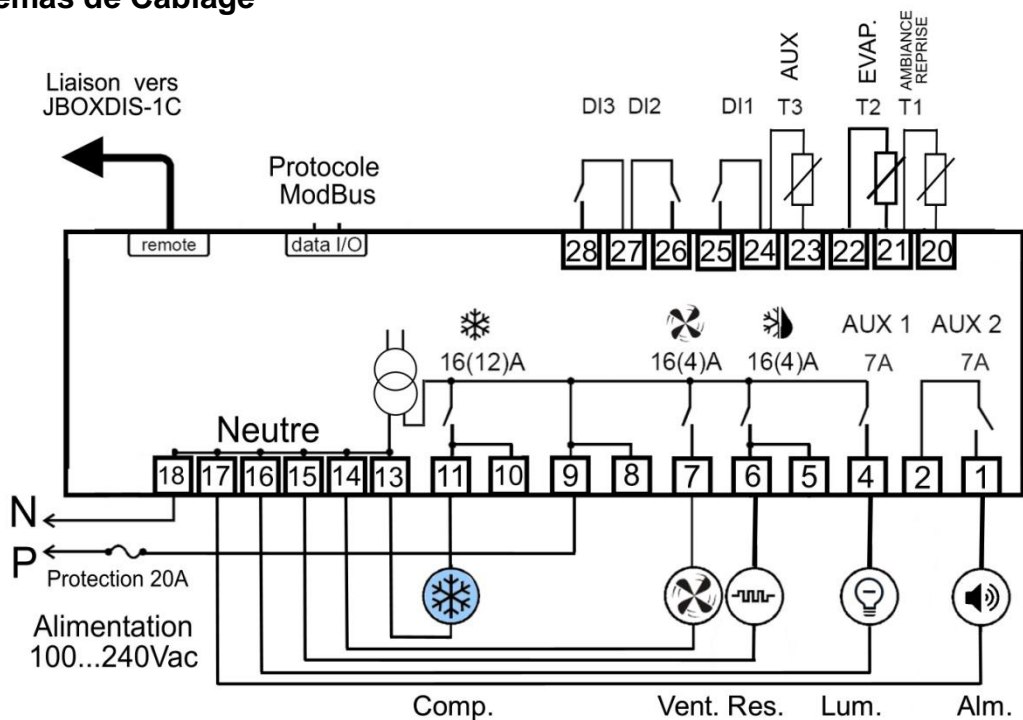 émas de Câblage
Liaison vers
JBOXDIS-1C
Protocole
ModBus
remote
data I/O
DI3 DI2 DI1
AUX
T3
EVAP.
T2
AMBIANCE
REPRISE
T1
28 27 26 25 24 23 22 21 20
16(12)A
16(4)A
16(4)A
AUX 1
7A
AUX 2
7A
Neutre
18 17 16 15 14 13 11 10 9 8 7 6 5 4 2 1
N
P
Protection 20A
Alimentation
100...240Vac
Comp. Vent. Res. Lum. Alm.